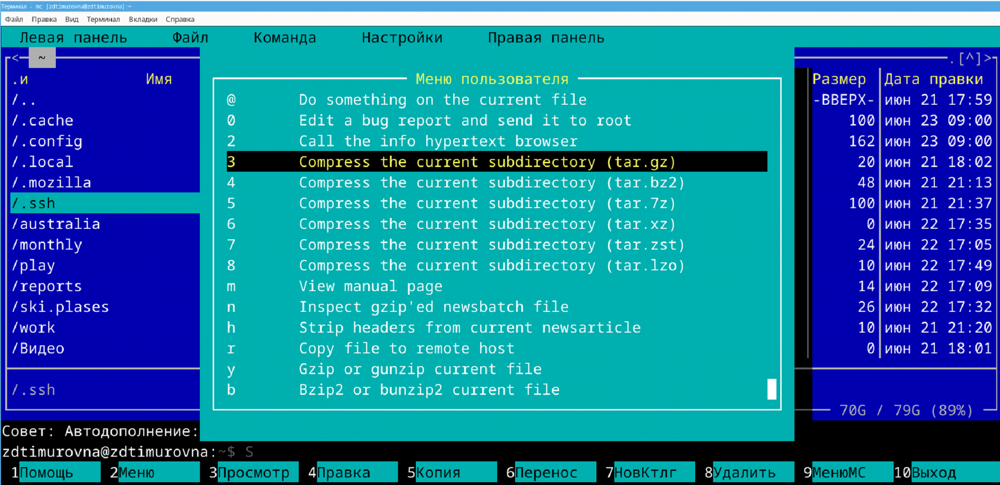 Терминал - mc [zdtimurovna@zdtimurovna]:~
Файл Правка Вид Терминал Вкладки Справка
Левая панель Файл Команда Настройки Правая панель
<─ ~ .[^]>
.и Имя Меню пользователя Размер Дата правки
/.. @ Do something on the current file -ВВЕРХ- июн 21 17:59
/.cache 0 Edit a bug report and send it to root 100 июн 23 09:00
/.config 2 Call the info hypertext browser 162 июн 23 09:00
/.local 3 Compress the current subdirectory (tar.gz) 20 июн 21 18:02
/.mozilla 4 Compress the current subdirectory (tar.bz2) 48 июн 21 21:13
/.ssh 5 Compress the current subdirectory (tar.7z) 100 июн 21 21:37
/australia 6 Compress the current subdirectory (tar.xz) 0 июн 22 17:35
/monthly 7 Compress the current subdirectory (tar.zst) 24 июн 22 17:05
/play 8 Compress the current subdirectory (tar.lzo) 10 июн 22 17:49
/reports m View manual page 14 июн 22 17:09
/ski.plases n Inspect gzip'ed newsbatch file 26 июн 22 17:32
/work h Strip headers from current newsarticle 10 июн 21 21:20
/Видео r Copy file to remote host 0 июн 21 18:01
y Gzip or gunzip current file
/.ssh b Bzip2 or bunzip2 current file
70G / 79G (89%)
Совет: Автодополнение:
zdtimurovna@zdtimurovna:~$ S
1Помощь 2Меню 3Просмотр 4Правка 5Копия 6Перенос 7НовКтлг 8Удалить 9МенюMC 10Выход